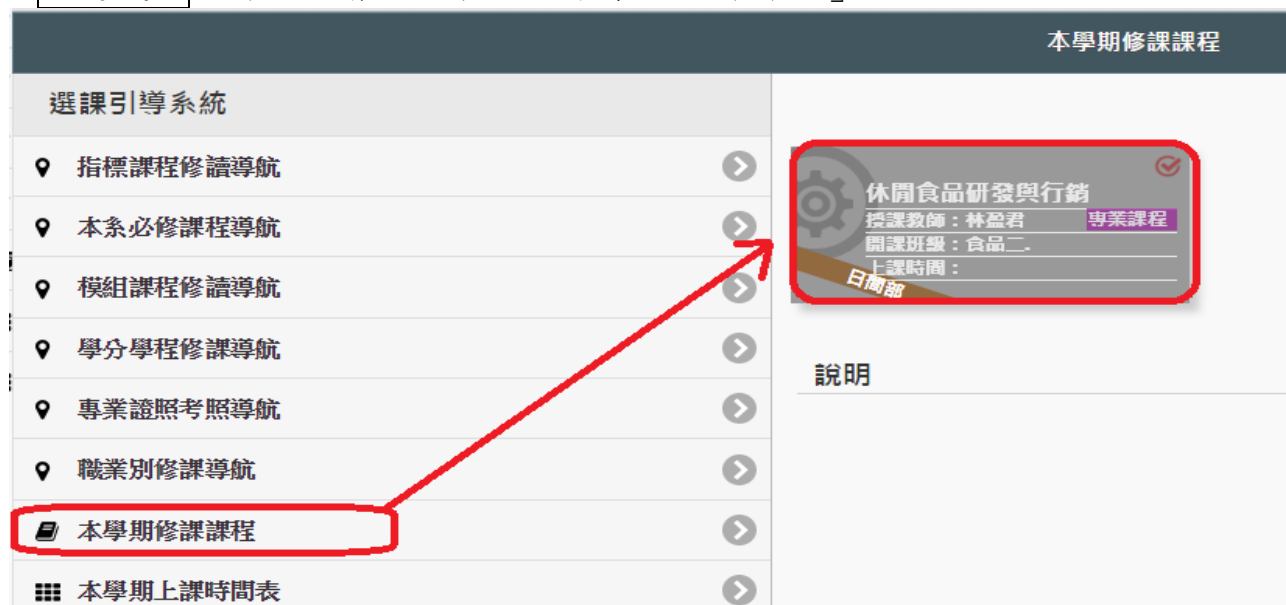 本學期修課課程
選課引導系統
指標課程修讀導航
本系必修課程導航
模組課程修讀導航
學分學程修課導航
專業證照考照導航
職業別修課導航
本學期修課課程
本學期上課時間表
休閒食品研發與行銷
授課教師：林盈君
專業課程
開課班級：食品二.
上課時間：
日間部
說明